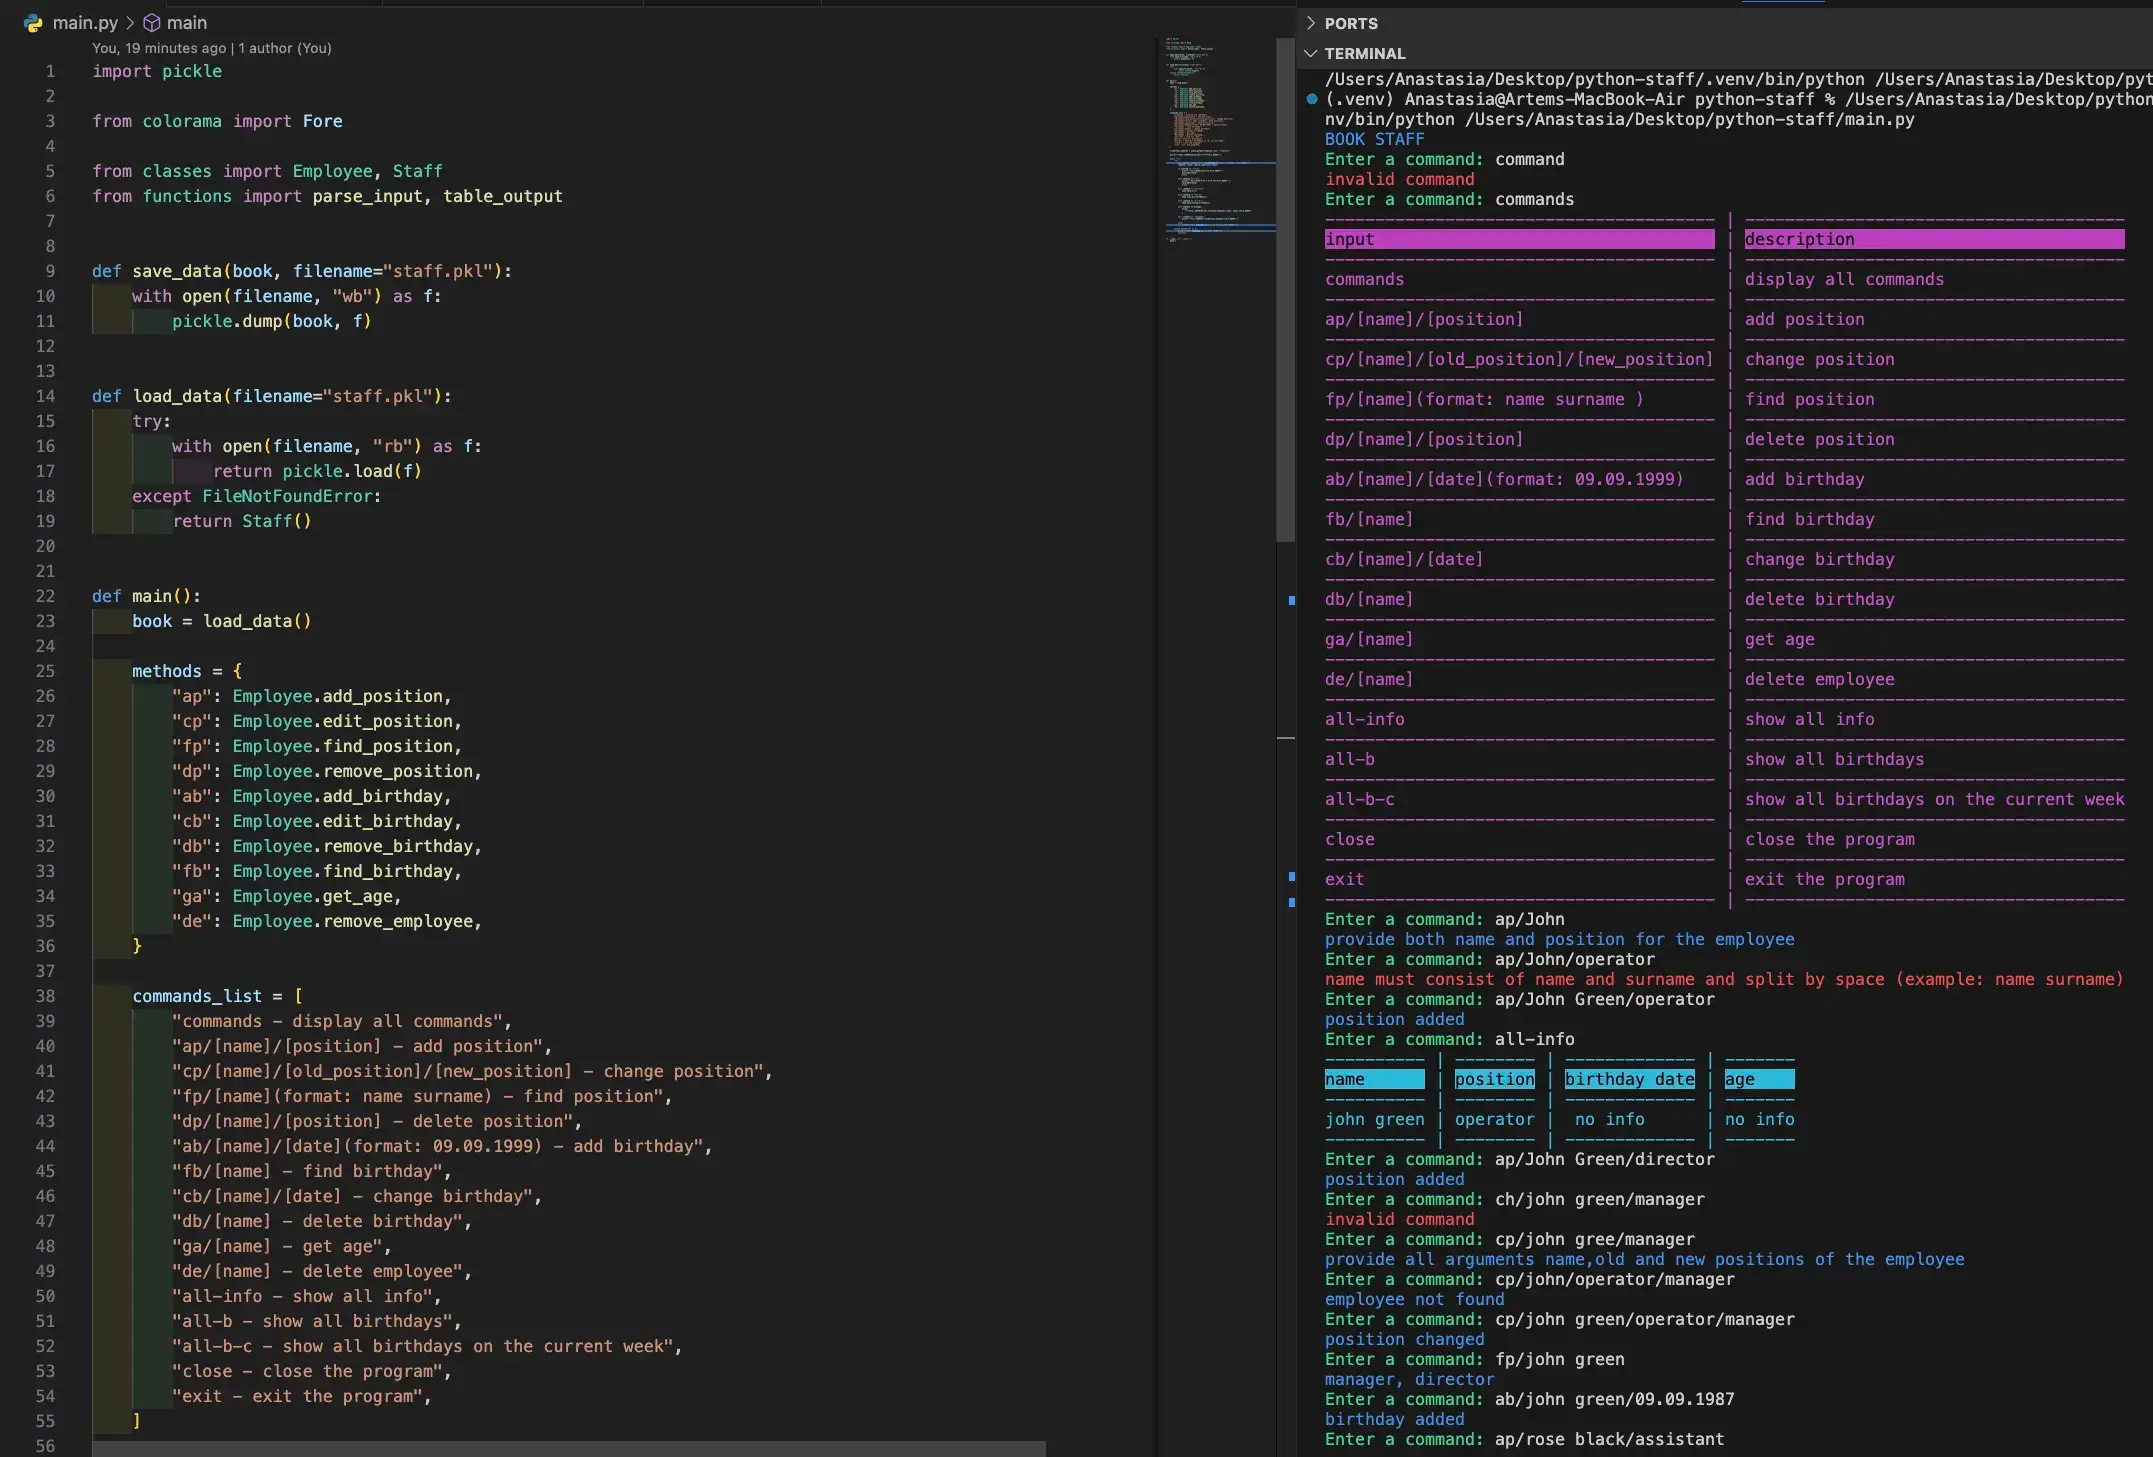 main.py > main
You, 19 minutes ago | 1 author (You)
1 import pickle
2
3 from colorama import Fore
4
5 from classes import Employee, Staff
6 from functions import parse_input, table_output
7
8
9 def save_data(book, filename="staff.pkl"):
10 with open(filename, "wb") as f:
11 pickle.dump(book, f)
12
13
14 def load_data(filename="staff.pkl"):
15 try:
16 with open(filename, "rb") as f:
17 return pickle.load(f)
18 except FileNotFoundError:
19 return Staff()
20
21
22 def main():
23 book = load_data()
24
25 methods = {
26 "ap": Employee.add_position,
27 "cp": Employee.edit_position,
28 "fp": Employee.find_position,
29 "dp": Employee.remove_position,
30 "ab": Employee.add_birthday,
31 "cb": Employee.edit_birthday,
32 "db": Employee.remove_birthday,
33 "fb": Employee.find_birthday,
34 "ga": Employee.get_age,
35 "de": Employee.remove_employee,
36 }
37
38 commands_list = [
39 "commands - display all commands",
40 "ap/[name]/[position] - add position",
41 "cp/[name]/[old_position]/[new_position] - change position",
42 "fp/[name](format: name surname) - find position",
43 "dp/[name]/[position] - delete position",
44 "ab/[name]/[date](format: 09.09.1999) - add birthday",
45 "fb/[name] - find birthday",
46 "cb/[name]/[date] - change birthday",
47 "db/[name] - delete birthday",
48 "ga/[name] - get age",
49 "de/[name] - delete employee",
50 "all-info - show all info",
51 "all-b - show all birthdays",
52 "all-b-c - show all birthdays on the current week",
53 "close - close the program",
54 "exit - exit the program",
55 ]
56
PORTS
TERMINAL
/Users/Anastasia/Desktop/python-staff/.venv/bin/python /Users/Anastasia/Desktop/pyt
(.venv) Anastasia@Artems-MacBook-Air python-staff % /Users/Anastasia/Desktop/python
nv/bin/python /Users/Anastasia/Desktop/python-staff/main.py
BOOK STAFF
Enter a command: command
invalid command
Enter a command: commands
input | description
commands | display all commands
ap/[name]/[position] | add position
cp/[name]/[old_position]/[new_position] | change position
fp/[name](format: name surname ) | find position
dp/[name]/[position] | delete position
ab/[name]/[date](format: 09.09.1999) | add birthday
fb/[name] | find birthday
cb/[name]/[date] | change birthday
db/[name] | delete birthday
ga/[name] | get age
de/[name] | delete employee
all-info | show all info
all-b | show all birthdays
all-b-c | show all birthdays on the current week
close | close the program
exit | exit the program
Enter a command: ap/John
provide both name and position for the employee
Enter a command: ap/John/operator
name must consist of name and surname and split by space (example: name surname)
Enter a command: ap/John Green/operator
position added
Enter a command: all-info
name | position | birthday date | age
john green | operator | no info | no info
Enter a command: ap/John Green/director
position added
Enter a command: ch/john green/manager
invalid command
Enter a command: cp/john gree/manager
provide all arguments name,old and new positions of the employee
Enter a command: cp/john/operator/manager
employee not found
Enter a command: cp/john green/operator/manager
position changed
Enter a command: fp/john green
manager, director
Enter a command: ab/john green/09.09.1987
birthday added
Enter a command: ap/rose black/assistant